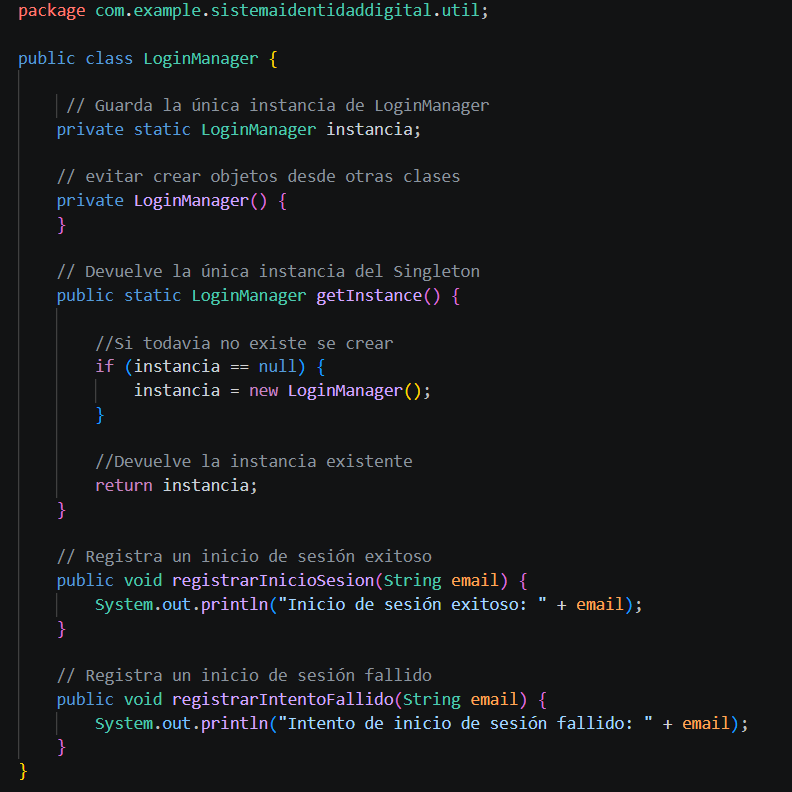 package com.example.sistemaidentidaddigital.util;
public class LoginManager {
// Guarda la única instancia de LoginManager
private static LoginManager instancia;
// evitar crear objetos desde otras clases
private LoginManager() {
}
// Devuelve la única instancia del Singleton
public static LoginManager getInstance() {
//Si todavia no existe se crear
if (instancia == null) {
instancia = new LoginManager();
}
//Devuelve la instancia existente
return instancia;
}
// Registra un inicio de sesión exitoso
public void registrarInicioSesion(String email) {
System.out.println("Inicio de sesión exitoso: " + email);
}
// Registra un inicio de sesión fallido
public void registrarIntentoFallido(String email) {
System.out.println("Intento de inicio de sesión fallido: " + email);
}
}